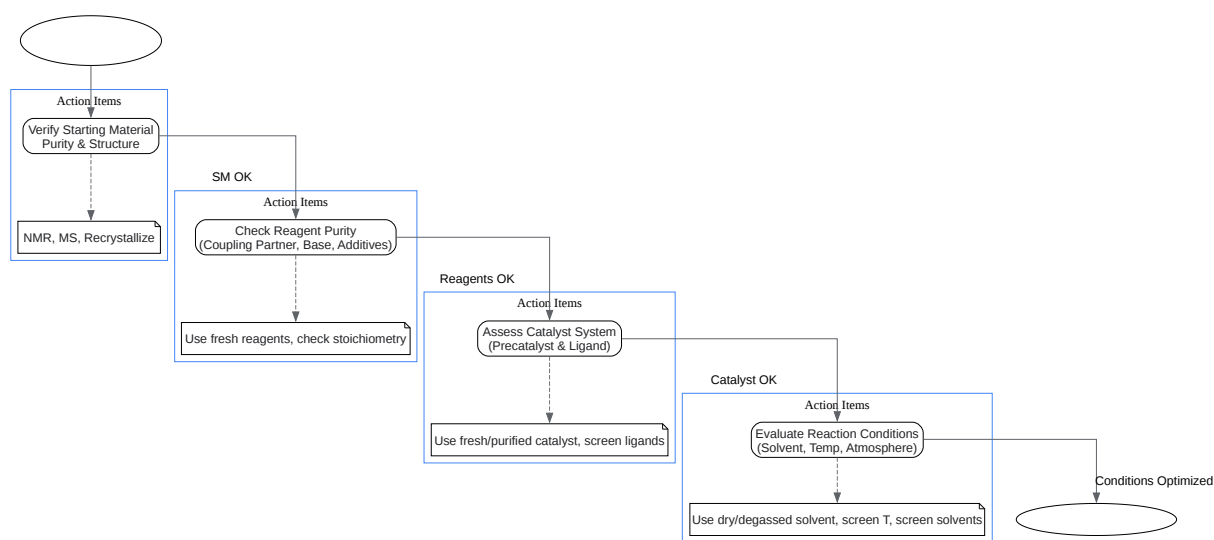 Action Items
Verify Starting Material
Purity & Structure
NMR, MS, Recrystallize
SM OK
Action Items
Check Reagent Purity
(Coupling Partner, Base, Additives)
Use fresh reagents, check stoichiometry
Reagents OK
Action Items
Assess Catalyst System
(Precatalyst & Ligand)
Use fresh/purified catalyst, screen ligands
Catalyst OK
Action Items
Evaluate Reaction Conditions
(Solvent, Temp, Atmosphere)
Use dry/degassed solvent, screen T, screen solvents
Conditions Optimized